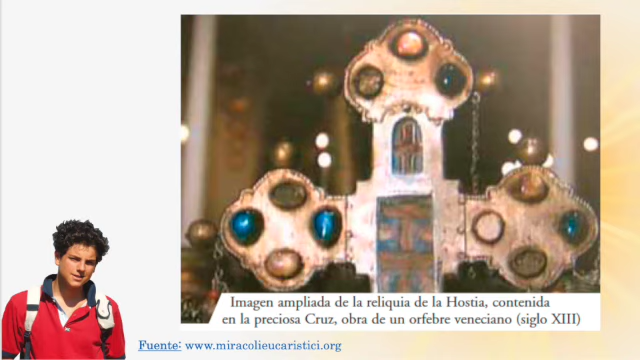 Imagen ampliada de la reliquia de la Hostia, contenida
en la preciosa Cruz, obra de un orfebre veneciano (siglo XIII)
Fuente: www.miracolieucaristici.org